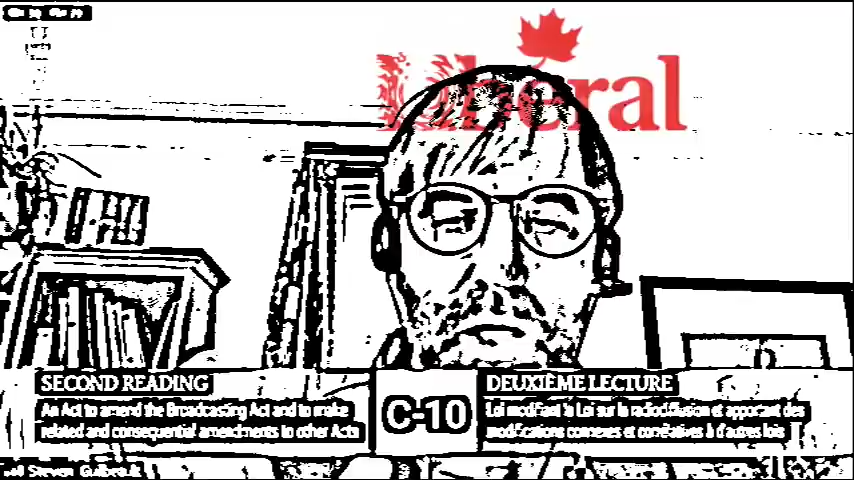 liberal
SECOND READING
An Act to amend the Broadcasting Act and to make
related and consequential amendments to other Acts
C-10
DEUXIÈME LECTURE
Loi modifiant la Loi sur la radiodiffusion et apportant des
modifications connexes et corrélatives à d'autres lois
Steven Guilbeault